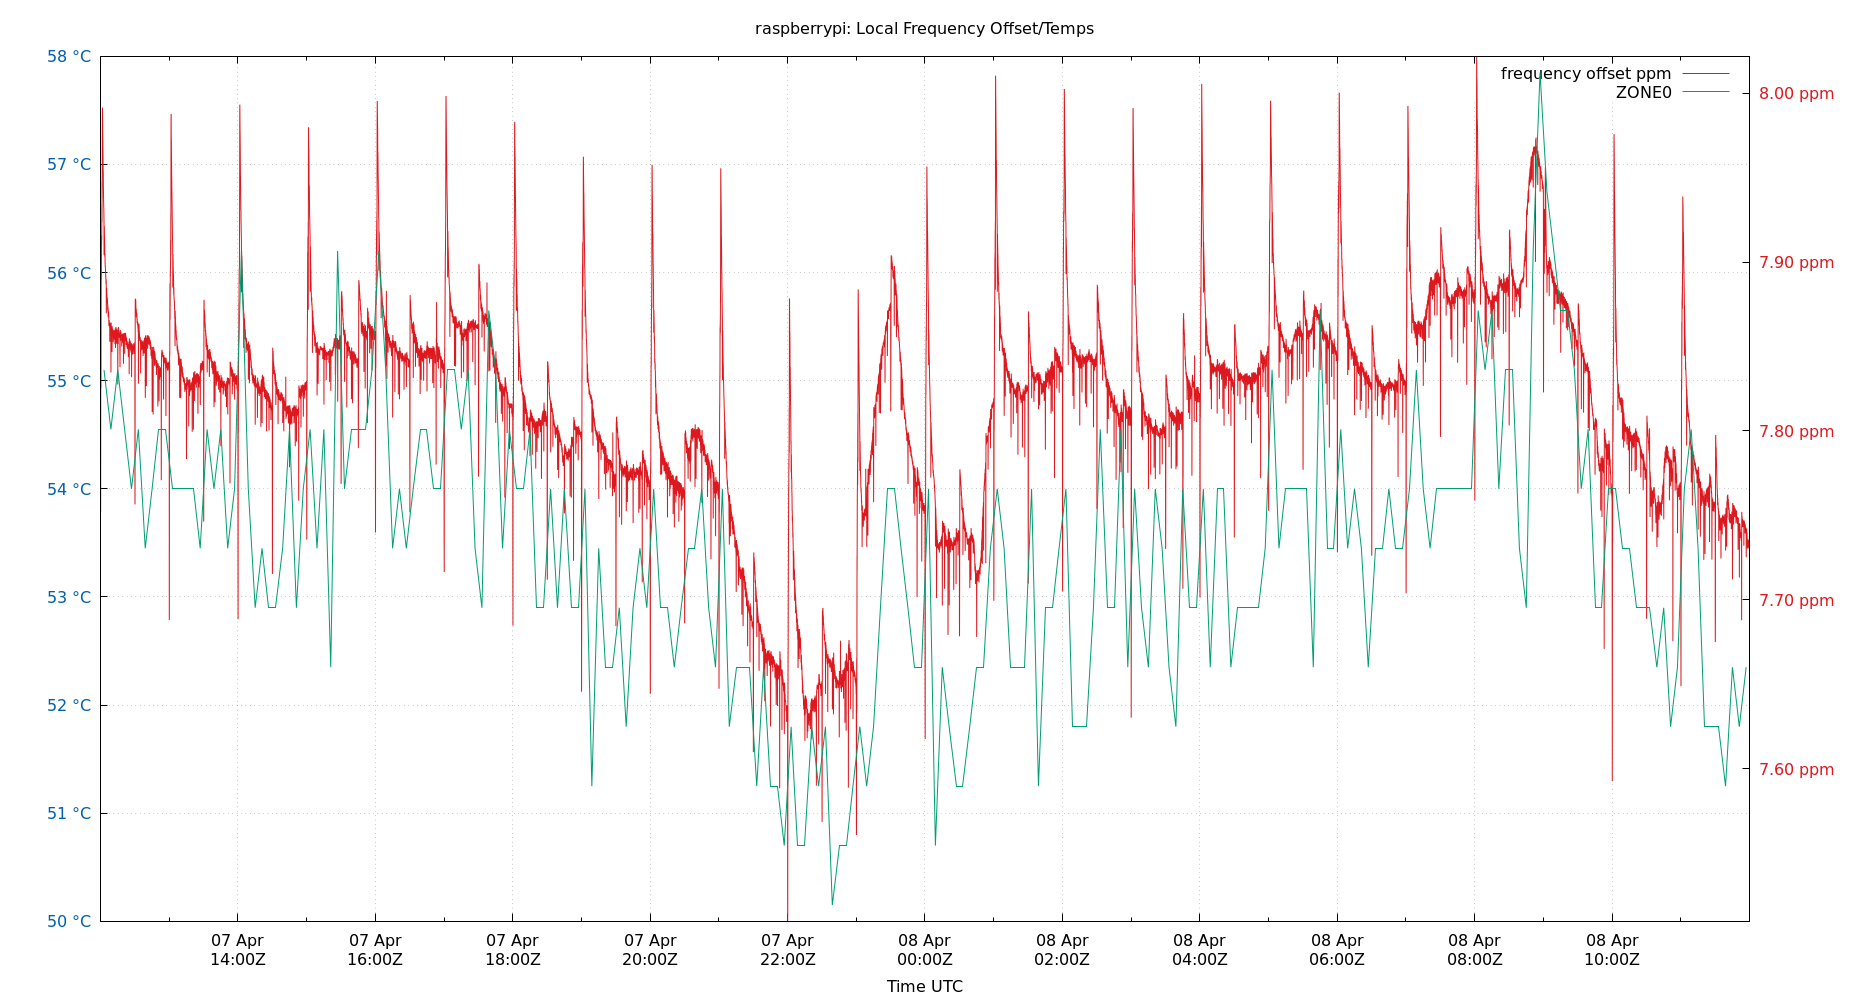 raspberrypi: Local Frequency Offset/Temps
58 °C
57 °C
56 °C
55 °C
54 °C
53 °C
52 °C
51 °C
50 °C
frequency offset ppm
ZONE0
8.00 ppm
7.90 ppm
7.80 ppm
7.70 ppm
7.60 ppm
07 Apr 07 Apr 07 Apr 07 Apr 07 Apr 08 Apr 08 Apr 08 Apr 08 Apr 08 Apr 08 Apr
14:00Z 16:00Z 18:00Z 20:00Z 22:00Z 00:00Z 02:00Z 04:00Z 06:00Z 08:00Z 10:00Z
Time UTC